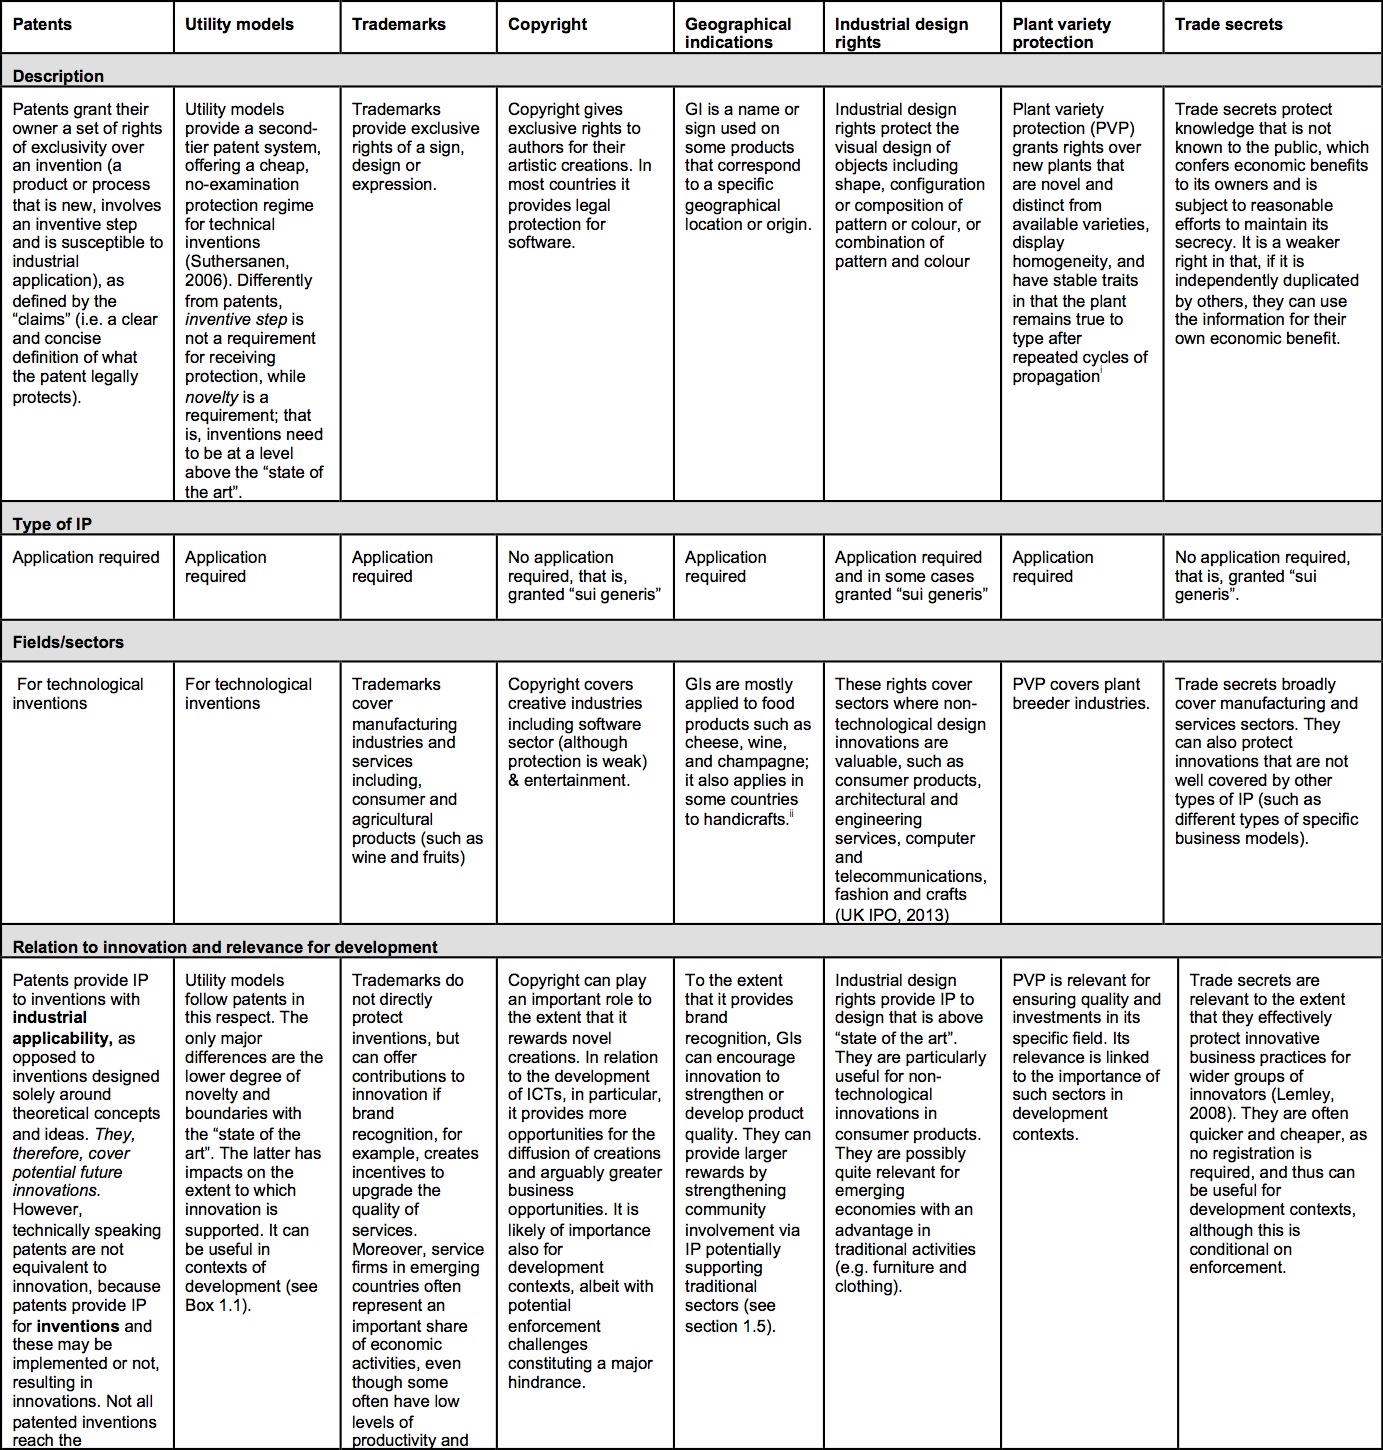 Patents
Utility models
Trademarks
Copyright
Geographical
indications
Industrial design
rights
Plant variety
protection
Trade secrets
Description
Patents grant their
owner a set of rights
of exclusivity over
an invention (a
product or process
that is new, involves
an inventive step
and is susceptible to
industrial
application), as
defined by the
“claims” (i.e. a clear
and concise
definition of what
the patent legally
protects).
Utility models
provide a second-
tier patent system,
offering a cheap,
no-examination
protection regime
for technical
inventions
(Suthersanen,
2006). Differently
from patents,
inventive step is
not a requirement
for receiving
protection, while
novelty is a
requirement; that
is, inventions need
to be at a level
above the “state of
the art”.
Trademarks
provide exclusive
rights of a sign,
design or
expression.
Copyright gives
exclusive rights to
authors for their
artistic creations. In
most countries it
provides legal
protection for
software.
GI is a name or
sign used on
some products
that correspond
to a specific
geographical
location or origin.
Industrial design
rights protect the
visual design of
objects including
shape, configuration
or composition of
pattern or colour, or
combination of
pattern and colour
Plant variety
protection (PVP)
grants rights over
new plants that
are novel and
distinct from
available varieties,
display
homogeneity, and
have stable traits
in that the plant
remains true to
type after
repeated cycles of
propagation i
Trade secrets protect
knowledge that is not
known to the public, which
confers economic benefits
to its owners and is
subject to reasonable
efforts to maintain its
secrecy. It is a weaker
right in that, if it is
independently duplicated
by others, they can use
the information for their
own economic benefit.
Type of IP
Application required
Application
required
Application
required
No application
required, that is,
granted “sui generis”
Application
required
Application required
and in some cases
granted “sui generis”
Application
required
No application required,
that is, granted “sui
generis”.
Fields/sectors
For technological
inventions
For technological
inventions
Trademarks
cover
manufacturing
industries and
services
including,
consumer and
agricultural
products (such as
wine and fruits)
Copyright covers
creative industries
including software
sector (although
protection is weak)
& entertainment.
GIs are mostly
applied to food
products such as
cheese, wine,
and champagne;
it also applies in
some countries
to handicrafts. ii
These rights cover
sectors where non-
technological design
innovations are
valuable, such as
consumer products,
architectural and
engineering
services, computer
and
telecommunications,
fashion and crafts
(UK IPO, 2013)
PVP covers plant
breeder industries.
Trade secrets broadly
cover manufacturing and
services sectors. They
can also protect
innovations that are not
well covered by other
types of IP (such as
different types of specific
business models).
Relation to innovation and relevance for development
Patents provide IP
to inventions with
industrial
applicability, as
opposed to
inventions designed
solely around
theoretical concepts
and ideas. They,
therefore, cover
potential future
innovations.
However,
technically speaking
patents are not
equivalent to
innovation, because
patents provide IP
for inventions and
these may be
implemented or not,
resulting in
innovations. Not all
patented inventions
reach the
Utility models
follow patents in
this respect. The
only major
differences are the
lower degree of
novelty and
boundaries with
the “state of the
art”. The latter has
impacts on the
extent to which
innovation is
supported. It can
be useful in
contexts of
development (see
Box 1.1).
Trademarks do
not directly
protect
inventions, but
can offer
contributions to
innovation if
brand
recognition, for
example, creates
incentives to
upgrade the
quality of
services.
Moreover, service
firms in emerging
countries often
represent an
important share
of economic
activities, even
though some
often have low
levels of
productivity and
Copyright can play
an important role to
the extent that it
rewards novel
creations. In relation
to the development
of ICTs, in particular,
it provides more
opportunities for the
diffusion of creations
and arguably greater
business
opportunities. It is
likely of importance
also for
development
contexts, albeit with
potential
enforcement
challenges
constituting a major
hindrance.
To the extent
that it provides
brand
recognition, GIs
can encourage
innovation to
strengthen or
develop product
quality. They can
provide larger
rewards by
strengthening
community
involvement via
IP potentially
supporting
traditional
sectors (see
section 1.5).
Industrial design
rights provide IP to
design that is above
“state of the art”.
They are particularly
useful for non-
technological
innovations in
consumer products.
They are possibly
quite relevant for
emerging
economies with an
advantage in
traditional activities
(e.g. furniture and
clothing).
PVP is relevant for
ensuring quality and
investments in its
specific field. Its
relevance is linked
to the importance of
such sectors in
development
contexts.
Trade secrets are
relevant to the extent
that they effectively
protect innovative
business practices for
wider groups of
innovators (Lemley,
2008). They are often
quicker and cheaper, as
no registration is
required, and thus can
be useful for
development contexts,
although this is
conditional on
enforcement.